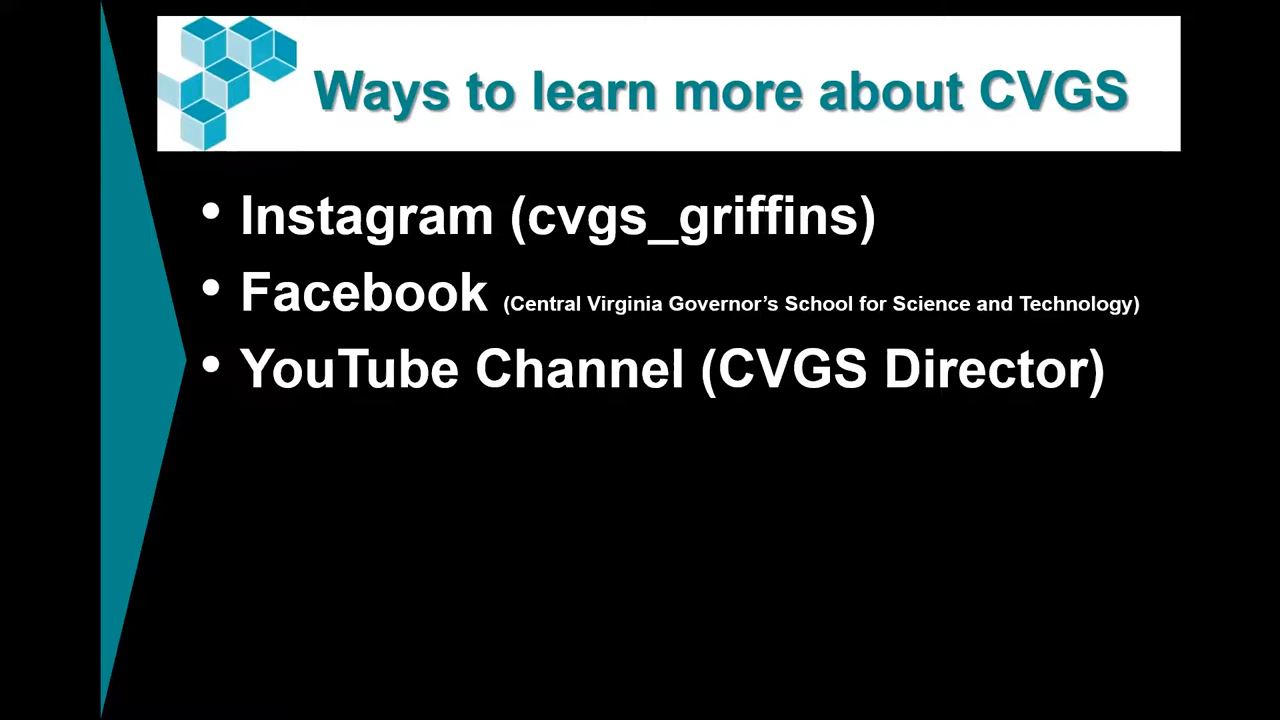 Ways to learn more about CVGS
• Instagram (cvgs_griffins)
• Facebook (Central Virginia Governor’s School for Science and Technology)
• YouTube Channel (CVGS Director)